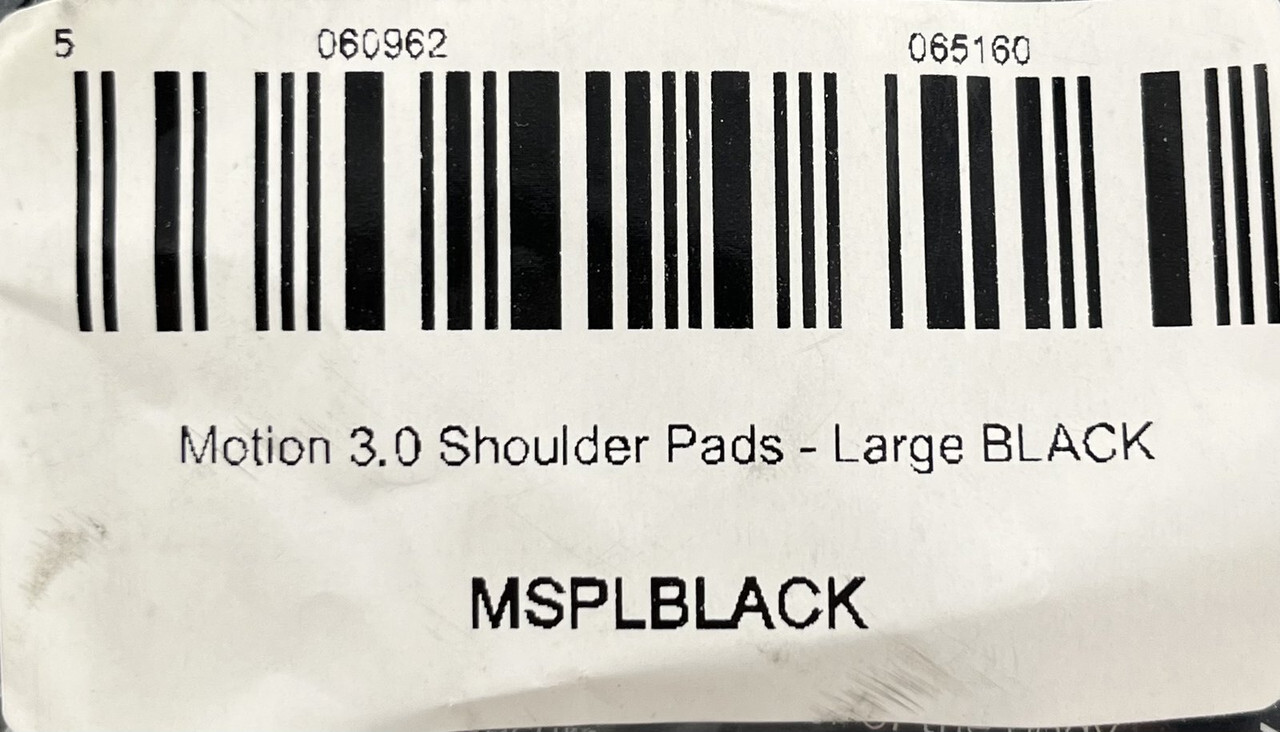 5 060962 065160
Motion 3.0 Shoulder Pads - Large BLACK
MSPLBLACK